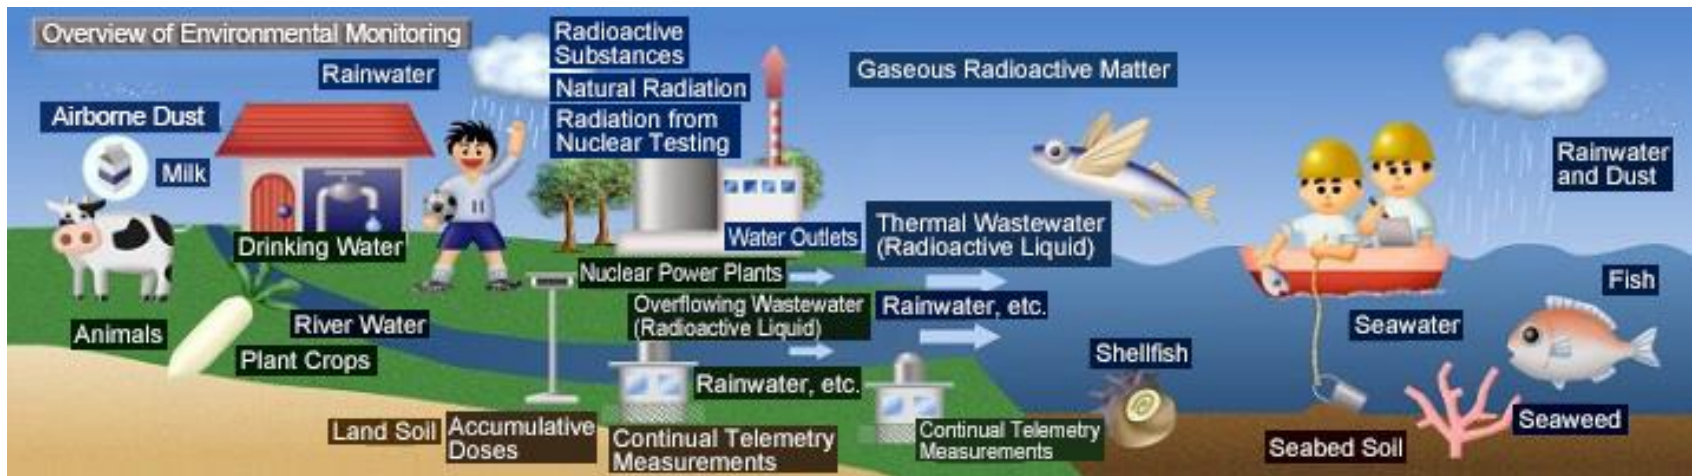 Overview of Environmental Monitoring
Rainwater
Airborne Dust
Milk
Drinking Water
Animals
River Water
Plant Crops
Land Soil
Accumulative
Doses
Radioactive
Substances
Natural Radiation
Radiation from
Nuclear Testing
Water Outlets
Nuclear Power Plants
Overflowing Wastewater
(Radioactive Liquid)
Rainwater, etc.
Continual Telemetry
Measurements
Gaseous Radioactive Matter
Thermal Wastewater
(Radioactive Liquid)
Rainwater, etc.
Continual Telemetry
Measurements
Shellfish
Rainwater
and Dust
Fish
Seawater
Seaweed
Seabed Soil
11